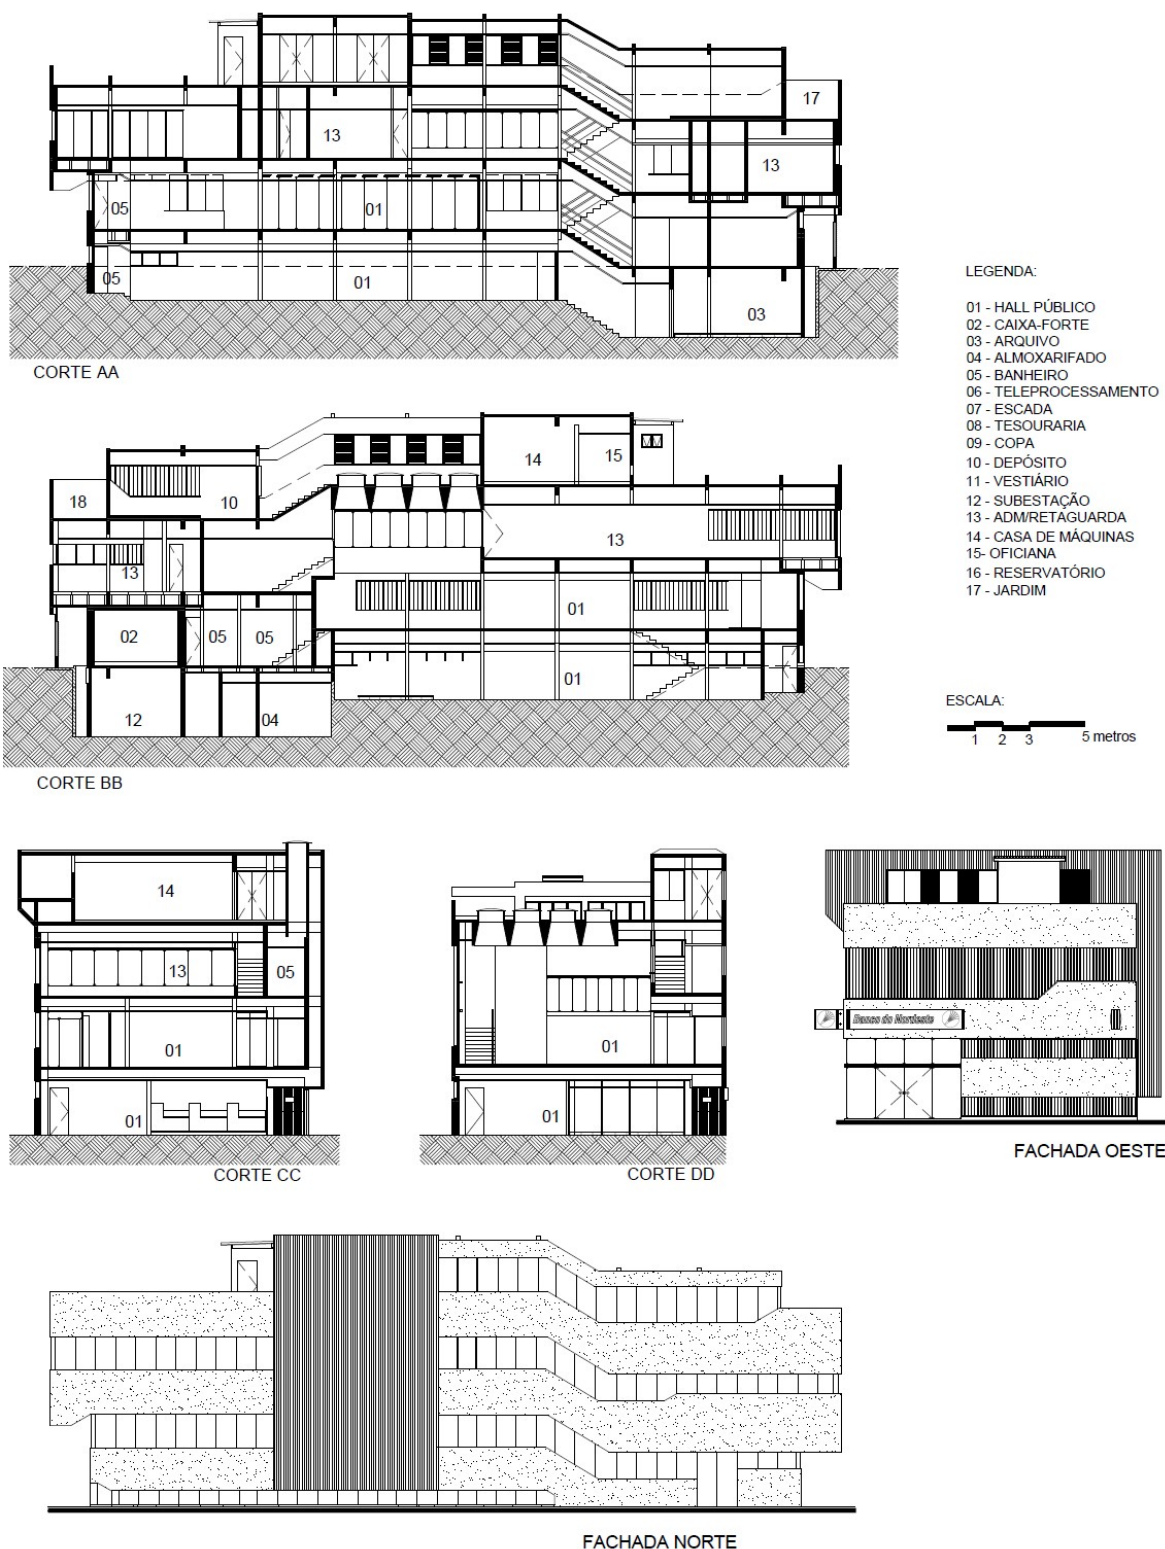 17
13
13
05
01
05
01
03
CORTE AA
LEGENDA:
01 - HALL PÚBLICO
02 - CAIXA-FORTE
03 - ARQUIVO
04 - ALMOXARIFADO
05 - BANHEIRO
06 - TELEPROCESSAMENTO
07 - ESCADA
08 - TESOURARIA
09 - COPA
10 - DEPÓSITO
11 - VESTIÁRIO
12 - SUBESTAÇÃO
13 - ADM/RETAGUARDA
14 - CASA DE MÁQUINAS
15- OFICIANA
16 - RESERVATÓRIO
17 - JARDIM
14
15
18
10
13
13
01
02
05
05
01
12
04
CORTE BB
ESCALA:
1 2 3 5 metros
14
13
05
01
01
CORTE CC
01
01
CORTE DD
Banco do Nordeste
FACHADA OESTE
FACHADA NORTE